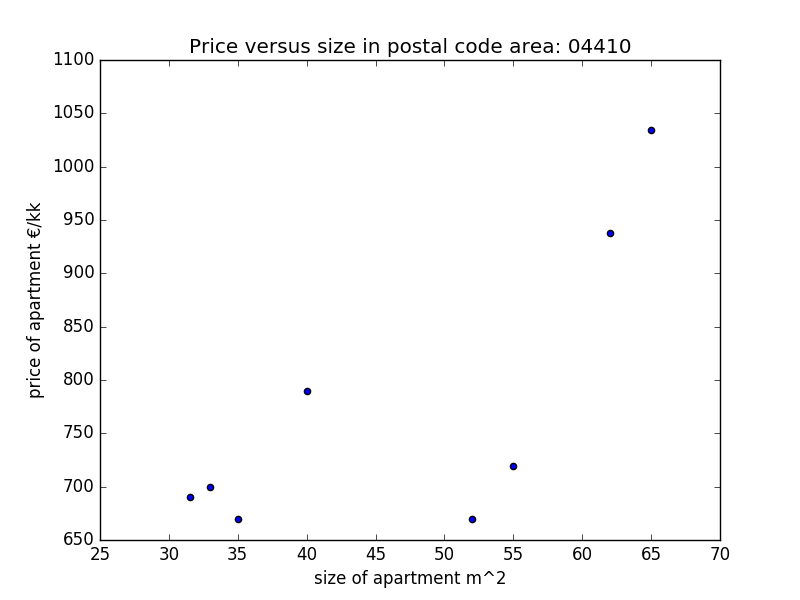 Price versus size in postal code area: 04410
1100
1050
1000
950
900
850
800
750
700
650
price of apartment €/kk
25 30 35 40 45 50 55 60 65 70
size of apartment m^2